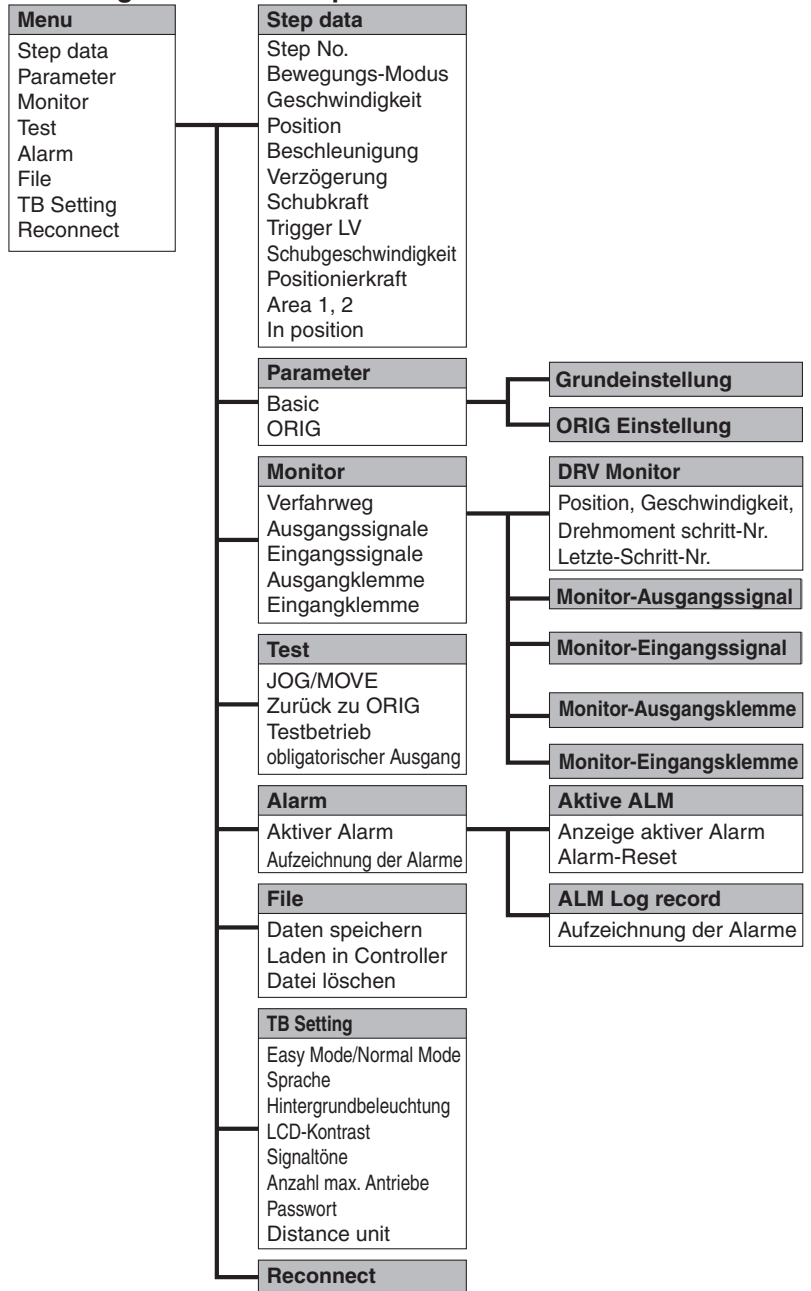 Menu
Step data
Parameter
Monitor
Test
Alarm
File
TB Setting
Reconnect
Step data
Step No.
Bewegungs-Modus
Geschwindigkeit
Position
Beschleunigung
Verzögerung
Schubkraft
Trigger LV
Schubgeschwindigkeit
Positionierkraft
Area 1, 2
In position
Parameter
Basic
ORIG
Grundeinstellung
ORIG Einstellung
Monitor
Verfahrweg
Ausgangssignale
Eingangssignale
Ausgangklemme
Eingangklemme
DRV Monitor
Position, Geschwindigkeit,
Drehmoment schritt-Nr.
Letzte-Schritt-Nr.
Monitor-Ausgangssignal
Monitor-Eingangssignal
Monitor-Ausgangsklemme
Monitor-Eingangsklemme
Test
JOG/MOVE
Zurück zu ORIG
Testbetrieb
obligatorischer Ausgang
Alarm
Aktiver Alarm
Aufzeichnung der Alarme
Aktive ALM
Anzeige aktiver Alarm
Alarm-Reset
ALM Log record
Aufzeichnung der Alarme
File
Daten speichern
Laden in Controller
Datei löschen
TB Setting
Easy Mode/Normal Mode
Sprache
Hintergrundbeleuchtung
LCD-Kontrast
Signaltöne
Anzahl max. Antriebe
Passwort
Distance unit
Reconnect